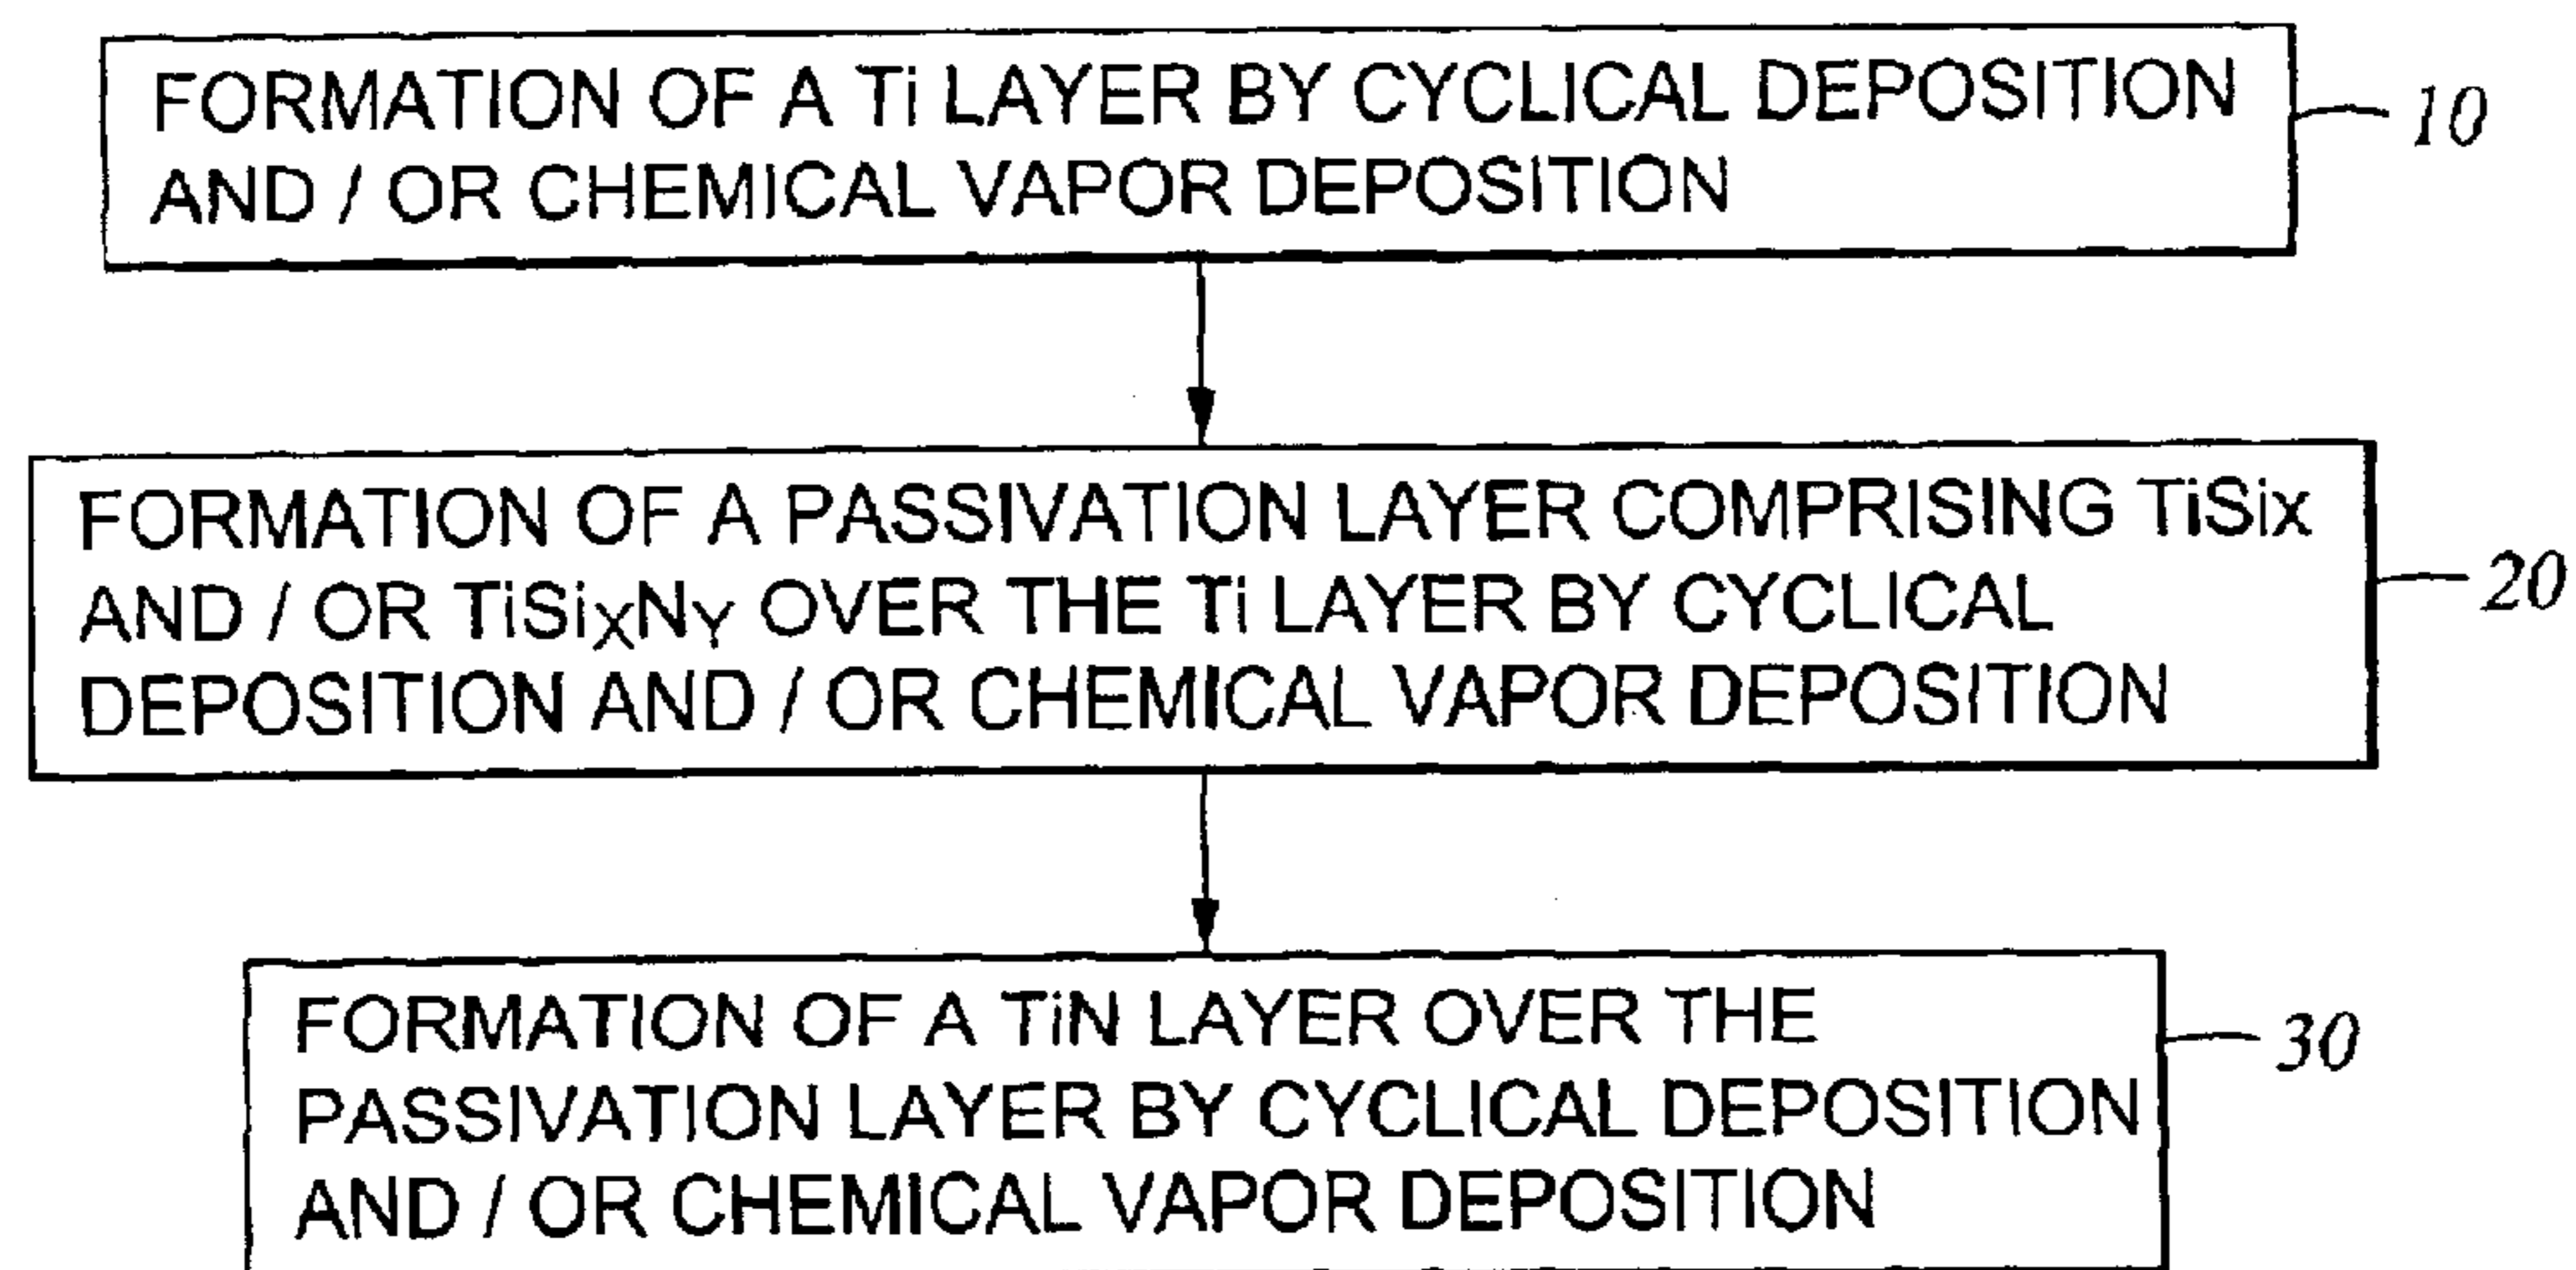 FORMATION OF A Ti LAYER BY CYCLICAL DEPOSITION
AND / OR CHEMICAL VAPOR DEPOSITION
10
FORMATION OF A PASSIVATION LAYER COMPRISING TiSix
AND / OR TiSiXNY OVER THE Ti LAYER BY CYCLICAL
DEPOSITION AND / OR CHEMICAL VAPOR DEPOSITION
20
FORMATION OF A TiN LAYER OVER THE
PASSIVATION LAYER BY CYCLICAL DEPOSITION
AND / OR CHEMICAL VAPOR DEPOSITION
30